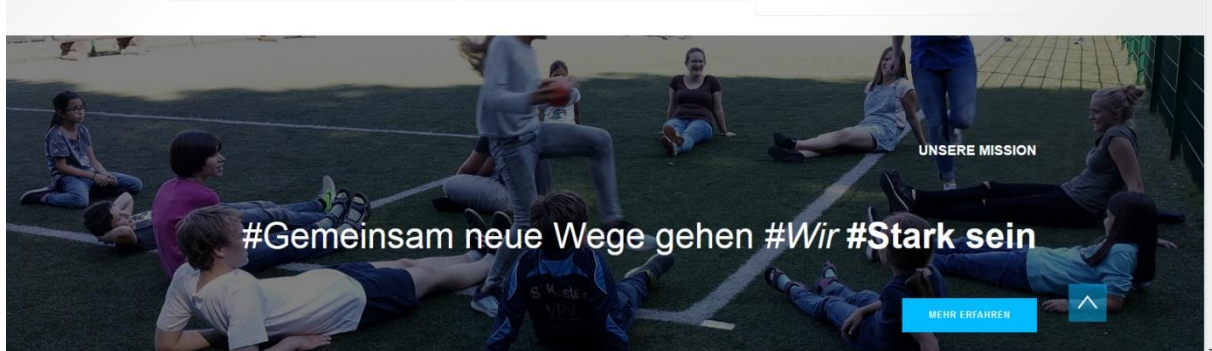 UNSERE MISSION
#Gemeinsam neue Wege gehen #Wir #Stark sein
MEHR ERFAHREN